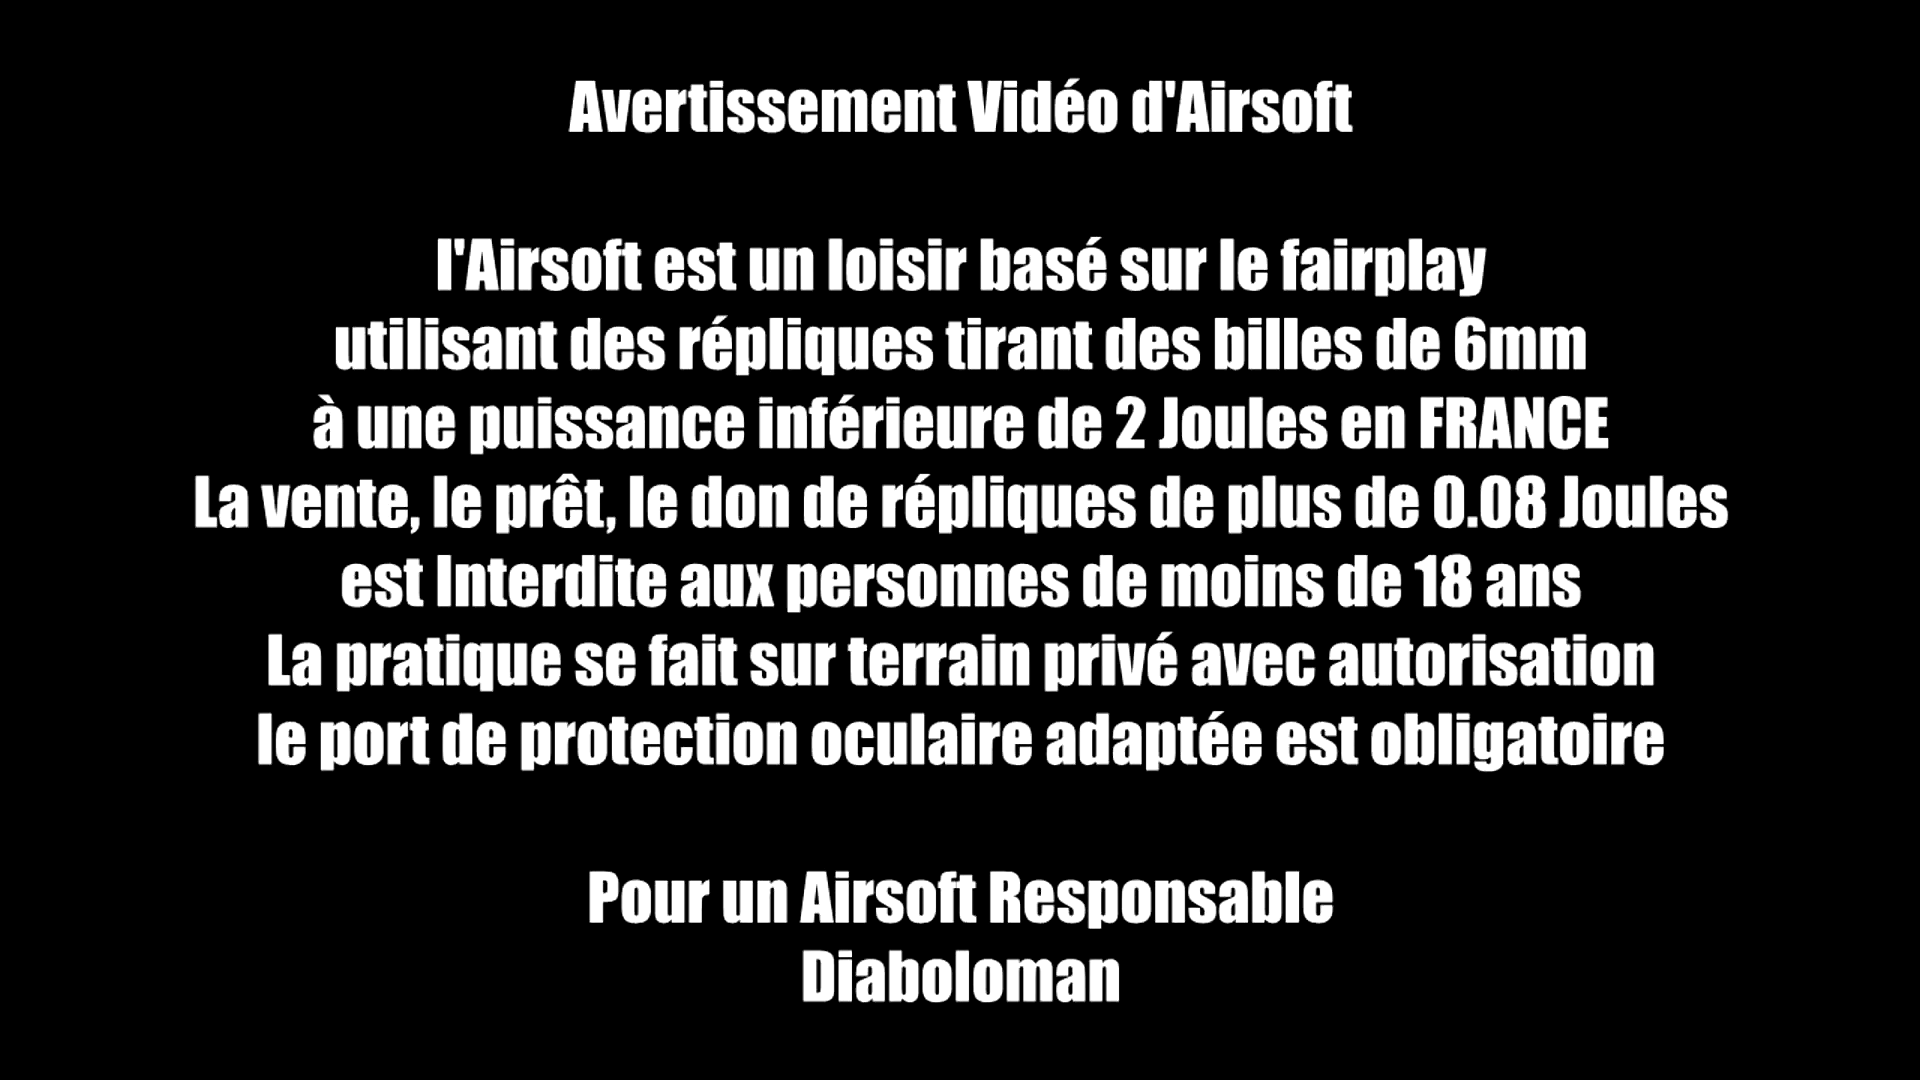 Avertissement Vidéo d'Airsoft
l'Airsoft est un loisir basé sur le fairplay
utilisant des répliques tirant des billes de 6mm
à une puissance inférieure de 2 Joules en FRANCE
La vente, le prêt, le don de répliques de plus de 0.08 Joules
est Interdite aux personnes de moins de 18 ans
La pratique se fait sur terrain privé avec autorisation
le port de protection oculaire adaptée est obligatoire
Pour un Airsoft Responsable
Diaboloman